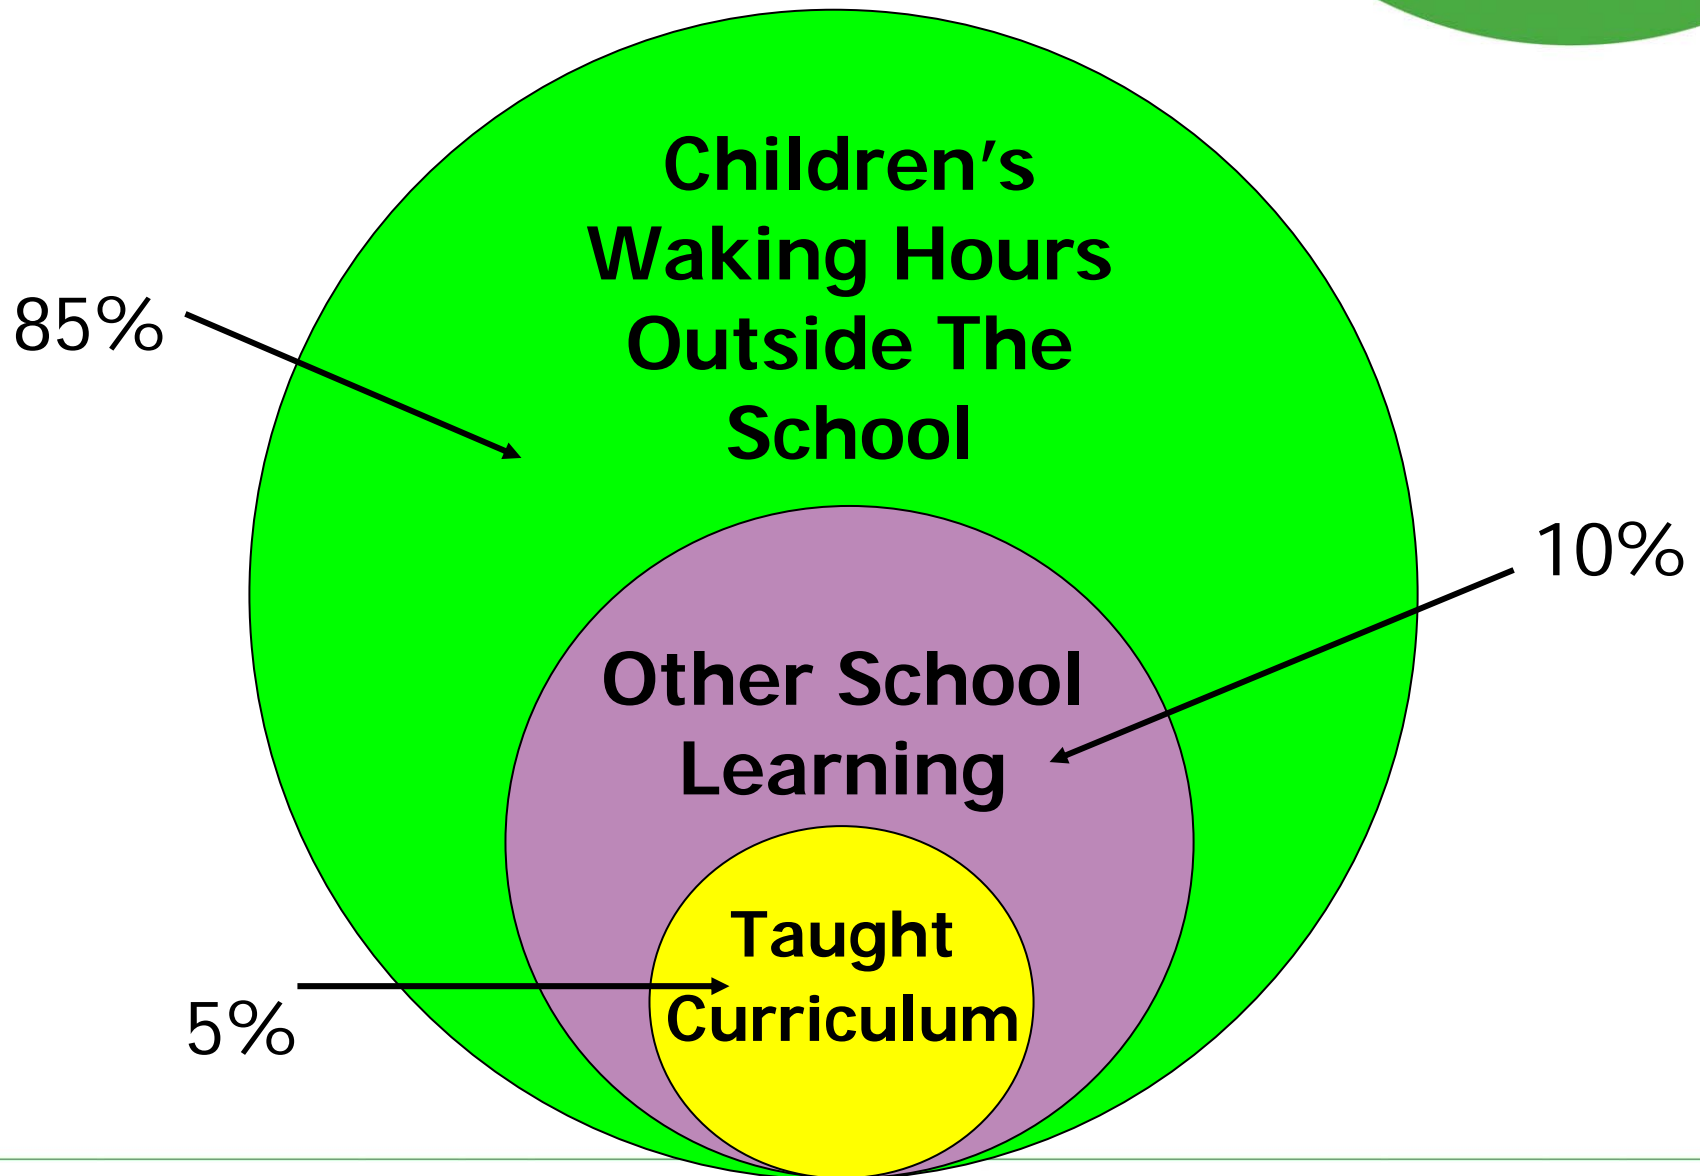 Children's
Waking Hours
Outside The
School
85%
10%
Other School
Learning
Taught
Curriculum
5%